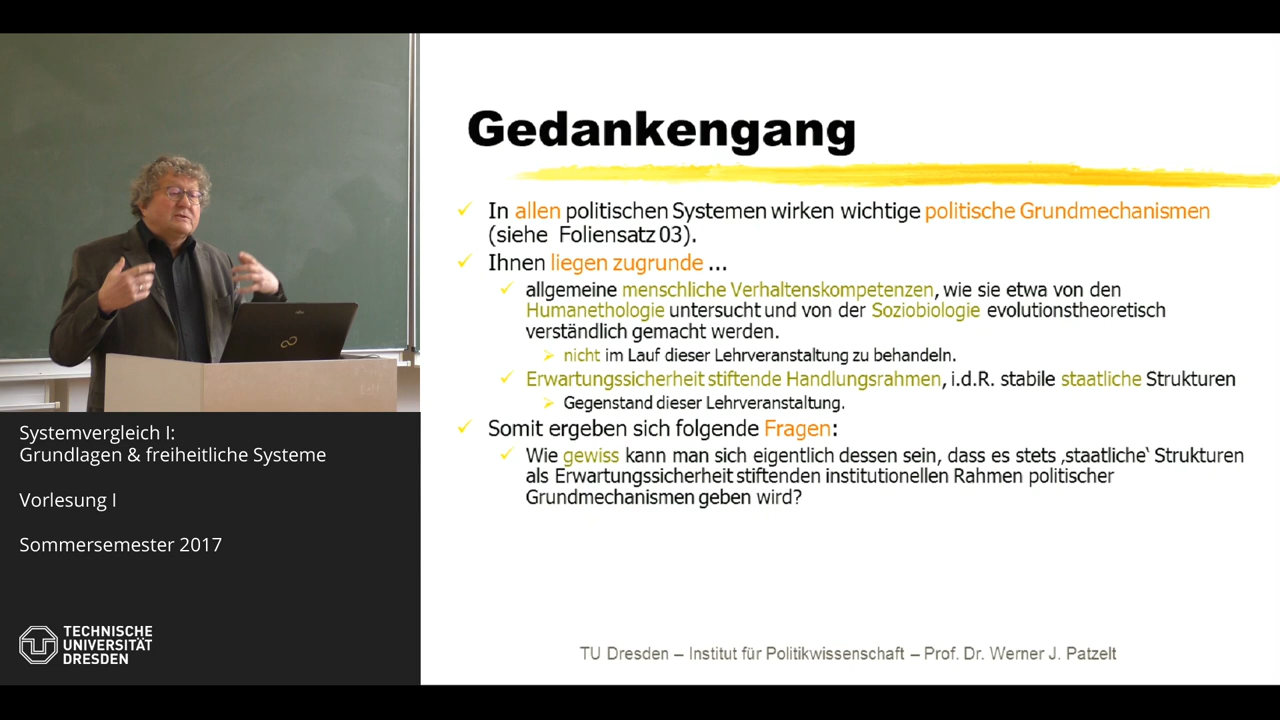 Gedankengang
In allen politischen Systemen wirken wichtige politische Grundmechanismen
(siehe Foliensatz 03).
Ihnen liegen zugrunde ...
allgemeine menschliche Verhaltenskompetenzen, wie sie etwa von den
Humanethologie untersucht und von der Soziobiologie evolutionstheoretisch
verständlich gemacht werden.
nicht im Lauf dieser Lehrveranstaltung zu behandeln.
Erwartungssicherheit stiftende Handlungsrahmen, i.d.R. stabile staatliche Strukturen
Gegenstand dieser Lehrveranstaltung.
Somit ergeben sich folgende Fragen:
Wie gewiss kann man sich eigentlich dessen sein, dass es stets ‚staatliche‘ Strukturen
als Erwartungssicherheit stiftenden institutionellen Rahmen politischer
Grundmechanismen geben wird?
TU Dresden – Institut für Politikwissenschaft – Prof. Dr. Werner J. Patzelt
Systemvergleich I:
Grundlagen & freiheitliche Systeme
Vorlesung I
Sommersemester 2017
TECHNISCHE
UNIVERSITÄT
DRESDEN